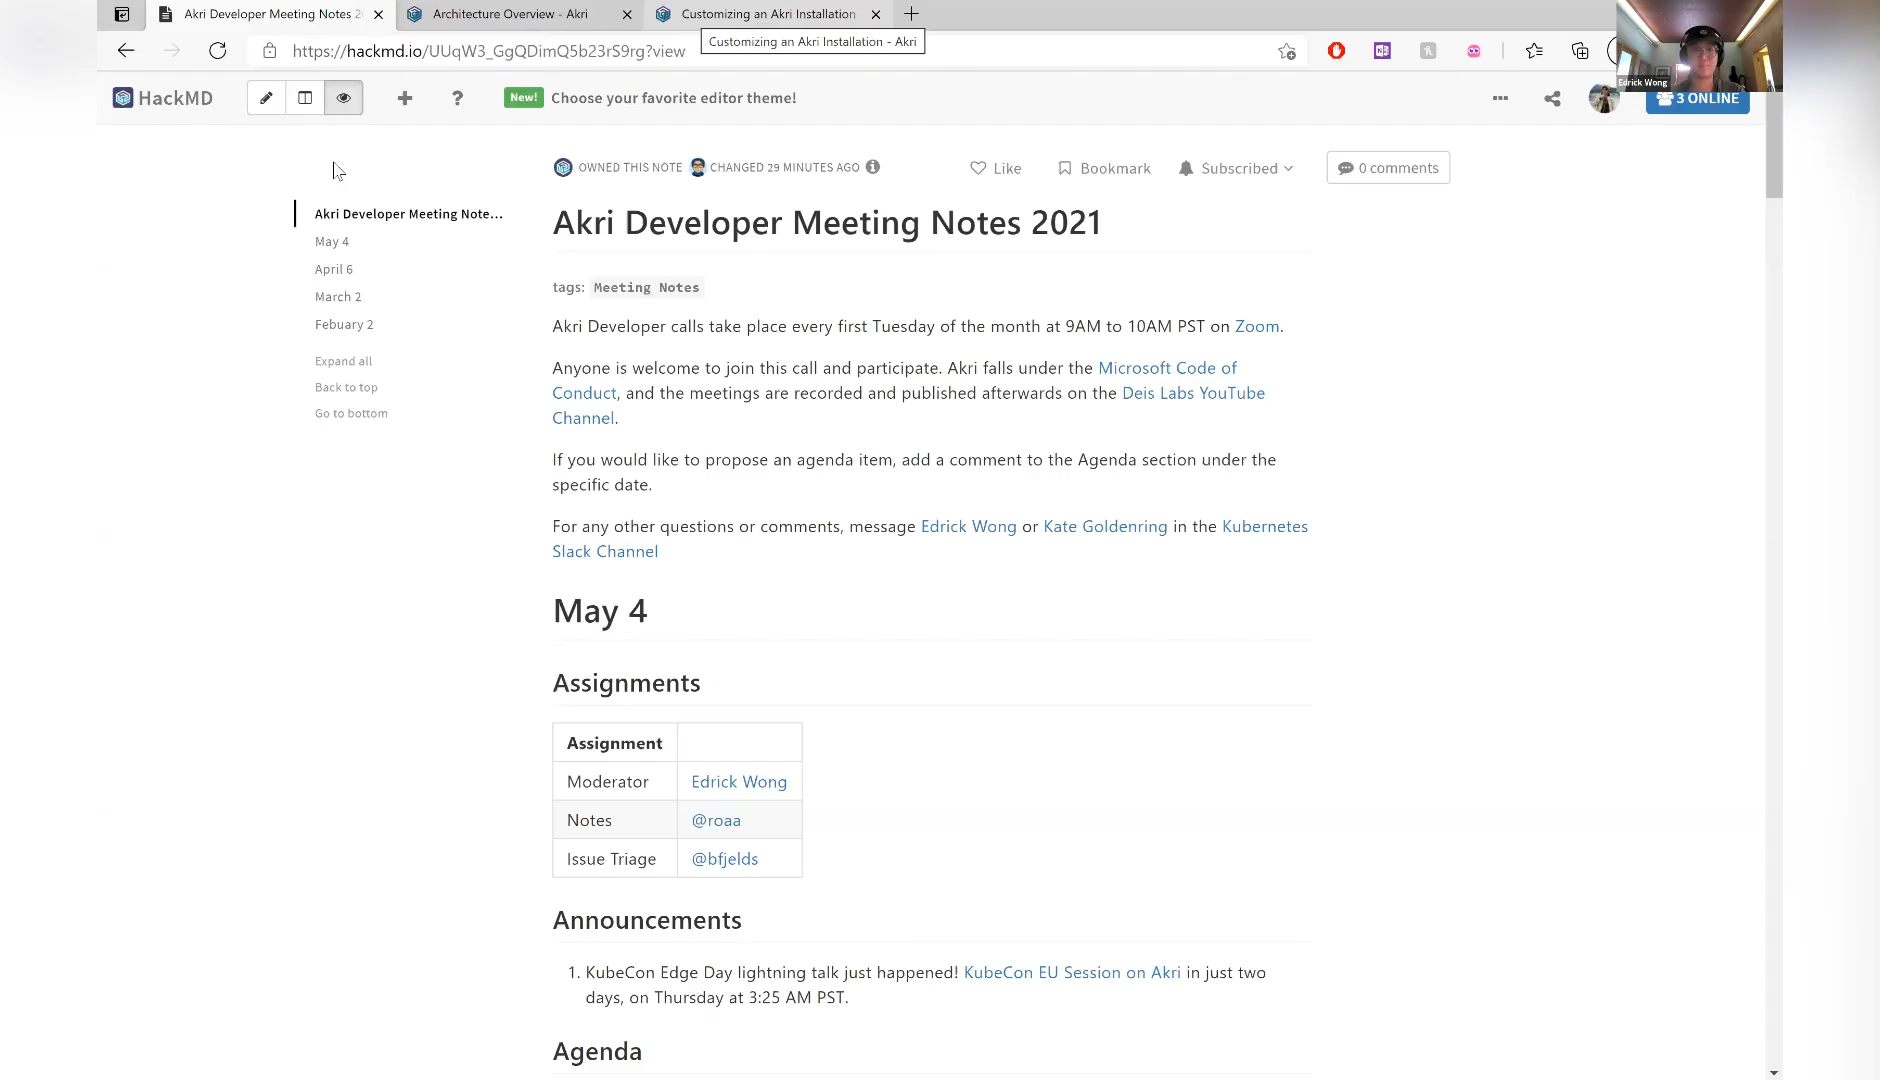 Akri Developer Meeting Notes 2
Architecture Overview - Akri
Customizing an Akri Installation
https://hackmd.io/UUqW3_GgQDimQ5b23rS9rg?view
Customizing an Akri Installation - Akri
Edrick Wong
HackMD
New! Choose your favorite editor theme!
3 ONLINE
OWNED THIS NOTE CHANGED 29 MINUTES AGO
Like
Bookmark
Subscribed
0 comments
Akri Developer Meeting Note...
May 4
April 6
March 2
Febuary 2
Expand all
Back to top
Go to bottom
Akri Developer Meeting Notes 2021
tags: Meeting Notes
Akri Developer calls take place every first Tuesday of the month at 9AM to 10AM PST on Zoom.
Anyone is welcome to join this call and participate. Akri falls under the Microsoft Code of
Conduct, and the meetings are recorded and published afterwards on the Deis Labs YouTube
Channel.
If you would like to propose an agenda item, add a comment to the Agenda section under the
specific date.
For any other questions or comments, message Edrick Wong or Kate Goldenring in the Kubernetes
Slack Channel
May 4
Assignments
Assignment
Moderator Edrick Wong
Notes @roaa
Issue Triage @bfjelds
Announcements
1. KubeCon Edge Day lightning talk just happened! KubeCon EU Session on Akri in just two
days, on Thursday at 3:25 AM PST.
Agenda